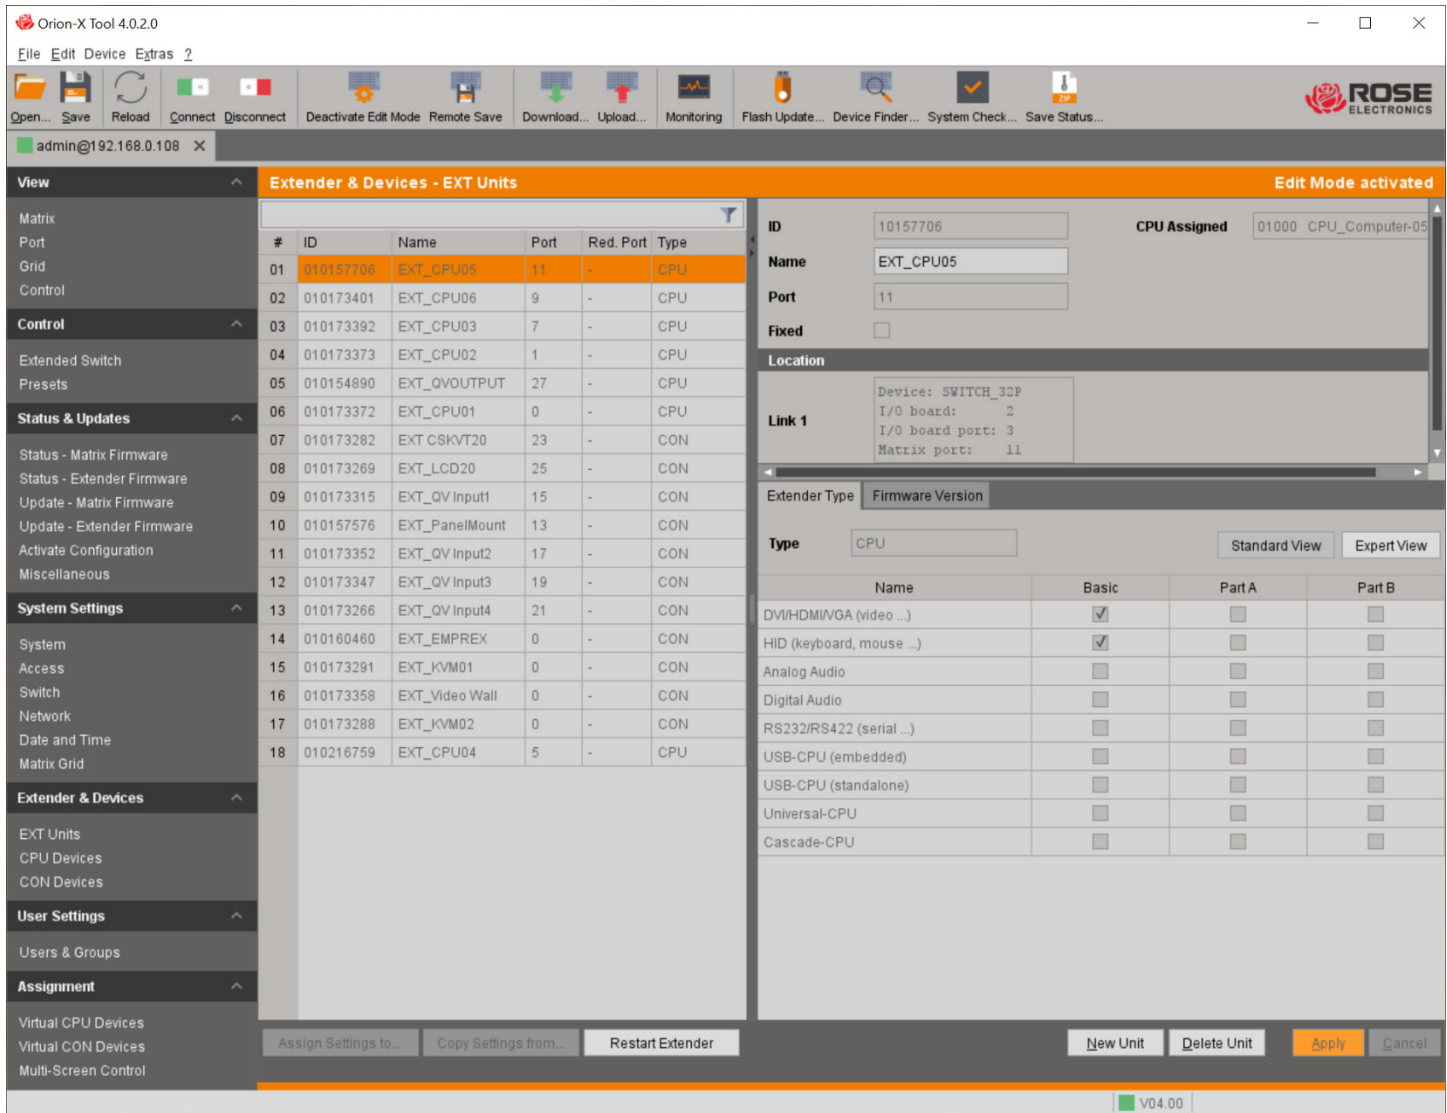 Orion-X Tool 4.0.2.0
File Edit Device Extras ?
Open... Save Reload Connect Disconnect Deactivate Edit Mode Remote Save Download... Upload... Monitoring Flash Update... Device Finder... System Check... Save Status...
ZIP
ROSE
ELECTRONICS
admin@192.168.0.108
View
Matrix
Port
Grid
Control
Control
Extended Switch
Presets
Status & Updates
Status - Matrix Firmware
Status - Extender Firmware
Update - Matrix Firmware
Update - Extender Firmware
Activate Configuration
Miscellaneous
System Settings
System
Access
Switch
Network
Date and Time
Matrix Grid
Extender & Devices
EXT Units
CPU Devices
CON Devices
User Settings
Users & Groups
Assignment
Virtual CPU Devices
Virtual CON Devices
Multi-Screen Control
Extender & Devices - EXT Units Edit Mode activated
# ID Name Port Red. Port Type
01 010157706 EXT_CPU05 11 - CPU
02 010173401 EXT_CPU06 9 - CPU
03 010173392 EXT_CPU03 7 - CPU
04 010173373 EXT_CPU02 1 - CPU
05 010154890 EXT_QVOUTPUT 27 - CPU
06 010173372 EXT_CPU01 0 - CPU
07 010173282 EXT CSKVT20 23 - CON
08 010173269 EXT_LCD20 25 - CON
09 010173315 EXT_QV Input1 15 - CON
10 010157576 EXT_PanelMount 13 - CON
11 010173352 EXT_QV Input2 17 - CON
12 010173347 EXT_QV Input3 19 - CON
13 010173266 EXT_QV Input4 21 - CON
14 010160460 EXT_EMPREX 0 - CON
15 010173291 EXT_KVM01 0 - CON
16 010173358 EXT_Video Wall 0 - CON
17 010173288 EXT_KVM02 0 - CON
18 010216759 EXT_CPU04 5 - CPU
Assign Settings to... Copy Settings from... Restart Extender
ID 10157706 CPU Assigned 01000 CPU_Computer-05
Name EXT_CPU05
Port 11
Fixed
Location
Link 1
Device: SWITCH_32P
I/O board: 2
I/O board port: 3
Matrix port: 11
Extender Type Firmware Version
Type CPU Standard View Expert View
Name Basic Part A Part B
DVI/HDMI/VGA (video ...)
HID (keyboard, mouse ...)
Analog Audio
Digital Audio
RS232/RS422 (serial ...)
USB-CPU (embedded)
USB-CPU (standalone)
Universal-CPU
Cascade-CPU
New Unit Delete Unit Apply Cancel
V04.00